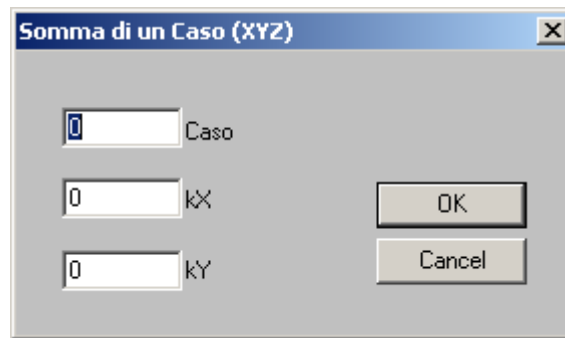 Somma di un Caso (XYZ)
0 Caso
0 kX
OK
0 kY
Cancel